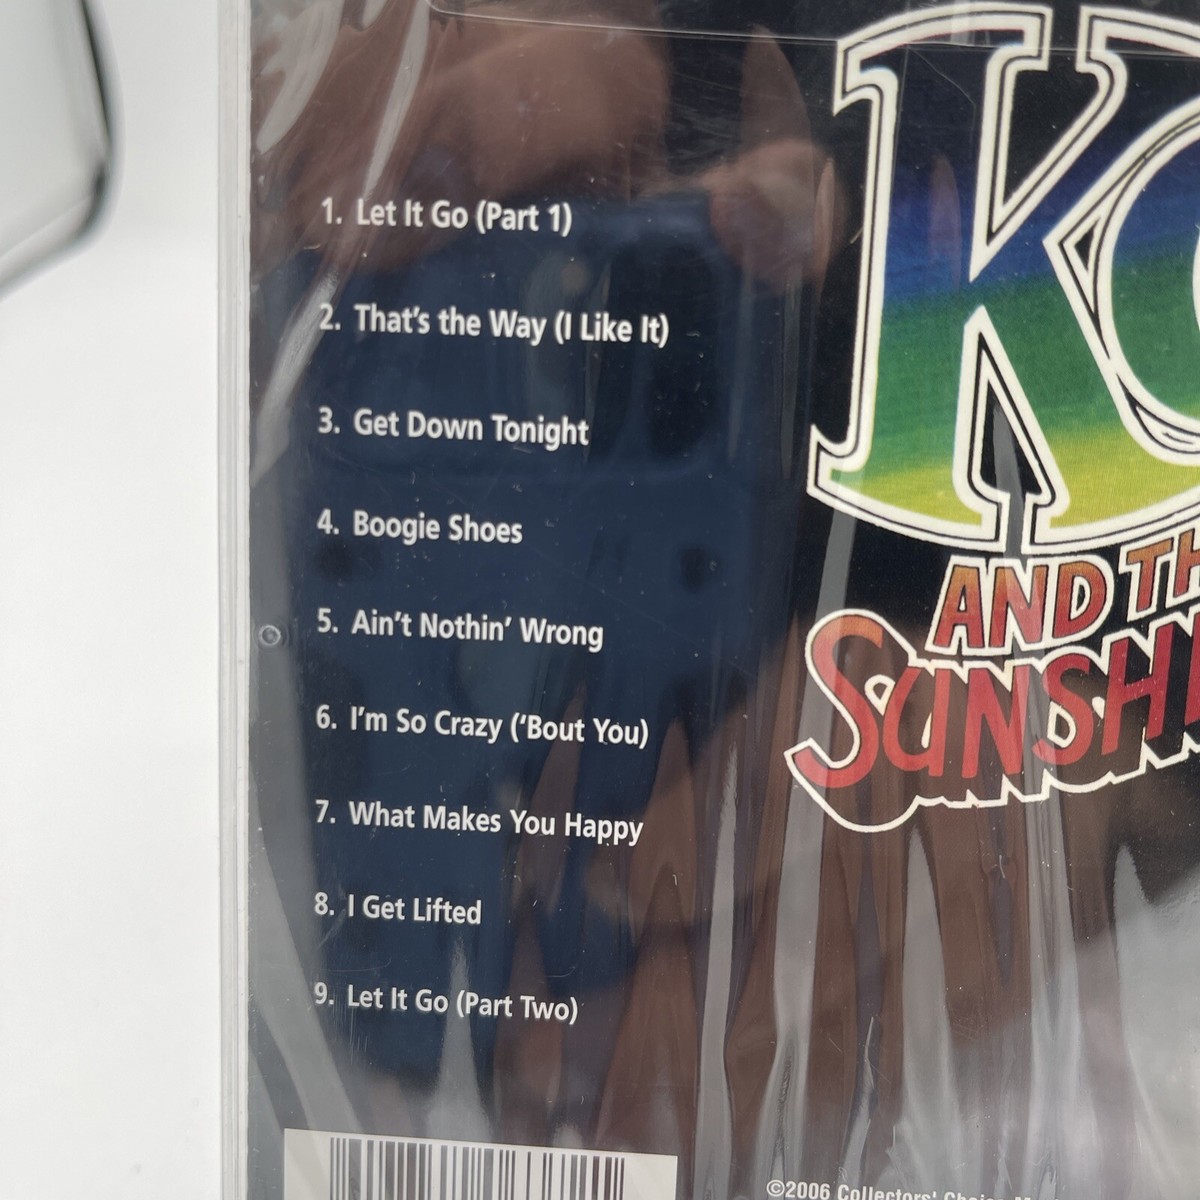 1. Let It Go (Part 1)
2. That's the Way (I Like It)
3. Get Down Tonight
4. Boogie Shoes
5. Ain't Nothin' Wrong
6. I'm So Crazy ('Bout You)
7. What Makes You Happy
8. I Get Lifted
9. Let It Go (Part Two)
KC
AND TH
SUNSHI
©2006 Collectors' Choice M